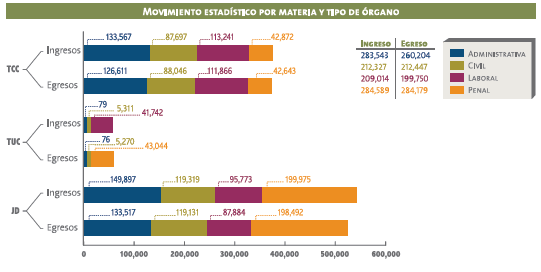 MOVIMIENTO ESTADÍSTICO POR MATERIA Y TIPO DE ÓRGANO
133,567 87,697 113,241 42,872
Ingresos
TCC
126,611 88,046 111,866 42,643
Egresos
INGRESO EGRESO
283,543 260,204
212,327 212,447
209,014 199,750
284,589 284,179
ADMINISTRATIVA
CIVIL
LABORAL
PENAL
79
5,311
41,742
Ingresos
TUC
76
5,270
43,044
Egresos
149,897 119,319 95,773 199,975
Ingresos
JD
133,517 119,131 87,884 198,492
Egresos
0 100,000 200,000 300,000 400,000 500,000 600,000